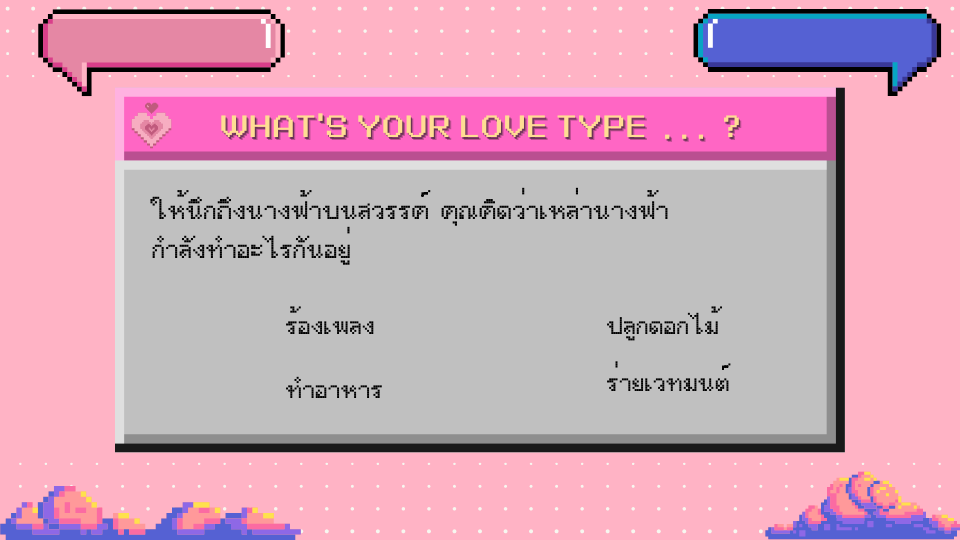 WHAT'S YOUR LOVE TYPE ... ?
ให้นึกถึงนางฟ้าบนสวรรค์ คุณคิดว่าเหล่านางฟ้า
กำลังทำอะไรกันอยู่
ร้องเพลง
ปลูกดอกไม้
ทำอาหาร
ร่ายเวทมนต์